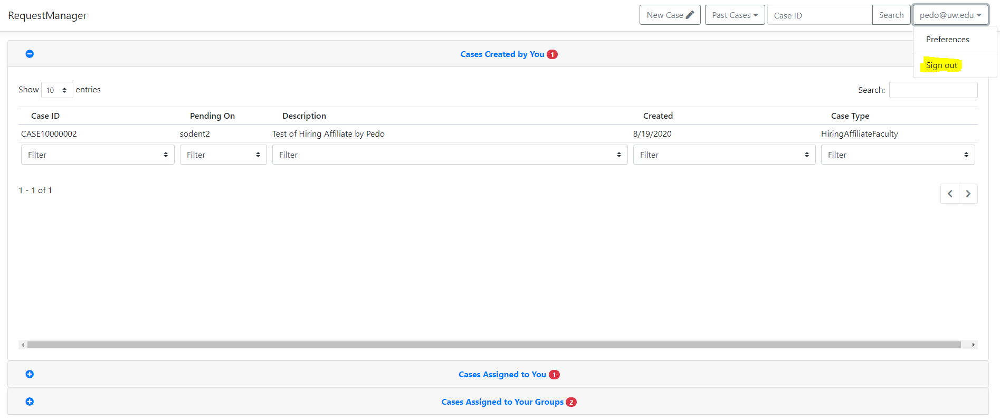 RequestManager New Case Past Cases Case ID Search pedo@uw.edu
Preferences
Cases Created by You 1
Sign out
Show 10 entries Search:
Case ID Pending On Description Created Case Type
CASE10000002 sodent2 Test of Hiring Affiliate by Pedo 8/19/2020 HiringAffiliateFaculty
Filter Filter Filter Filter Filter
1 - 1 of 1
Cases Assigned to You 1
Cases Assigned to Your Groups 2